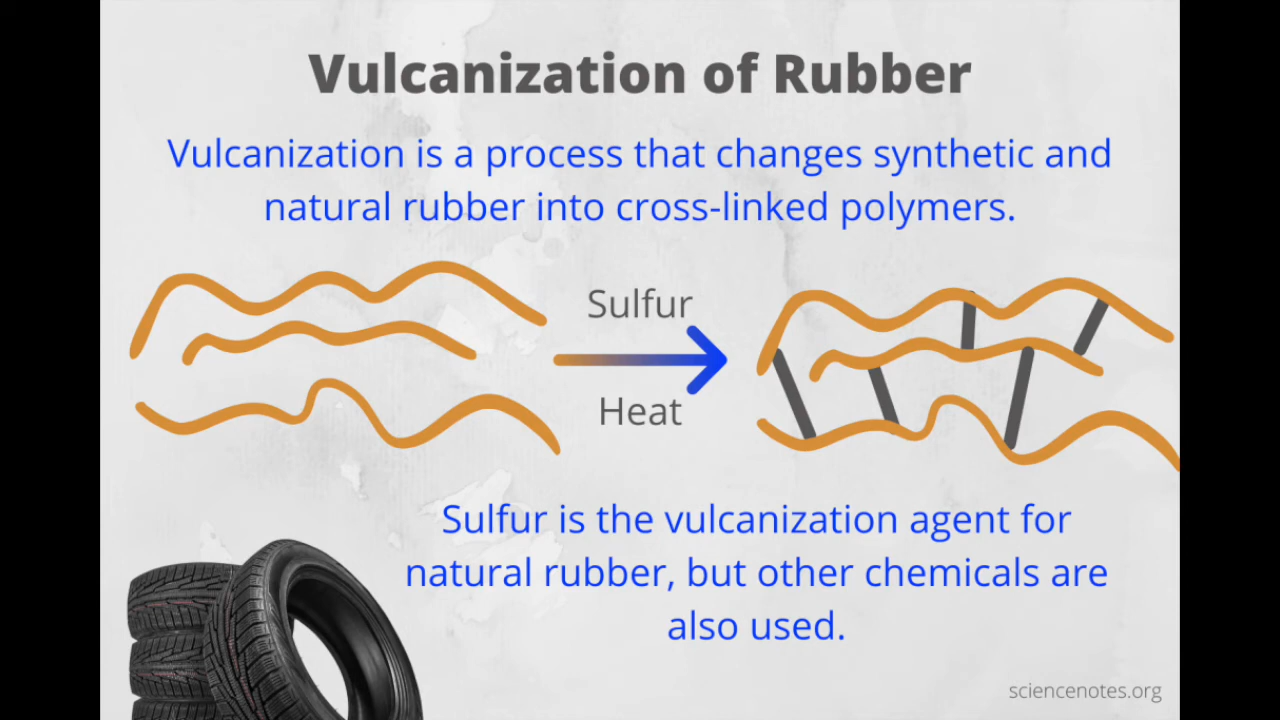 Vulcanization of Rubber
Vulcanization is a process that changes synthetic and
natural rubber into cross-linked polymers.
Sulfur
Heat
Sulfur is the vulcanization agent for
natural rubber, but other chemicals are
also used.
sciencenotes.org